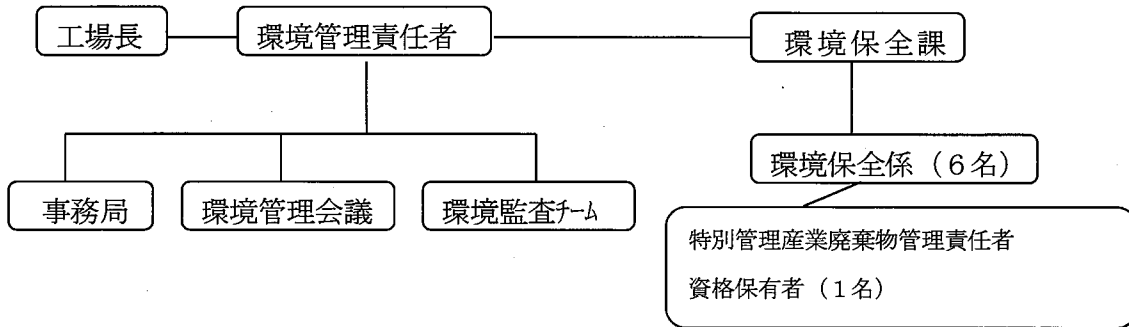 工場長
環境管理責任者
環境保全課
環境保全係（６名）
事務局
環境管理会議
環境監査ﾁｰﾑ
特別管理産業廃棄物管理責任者
資格保有者（１名）